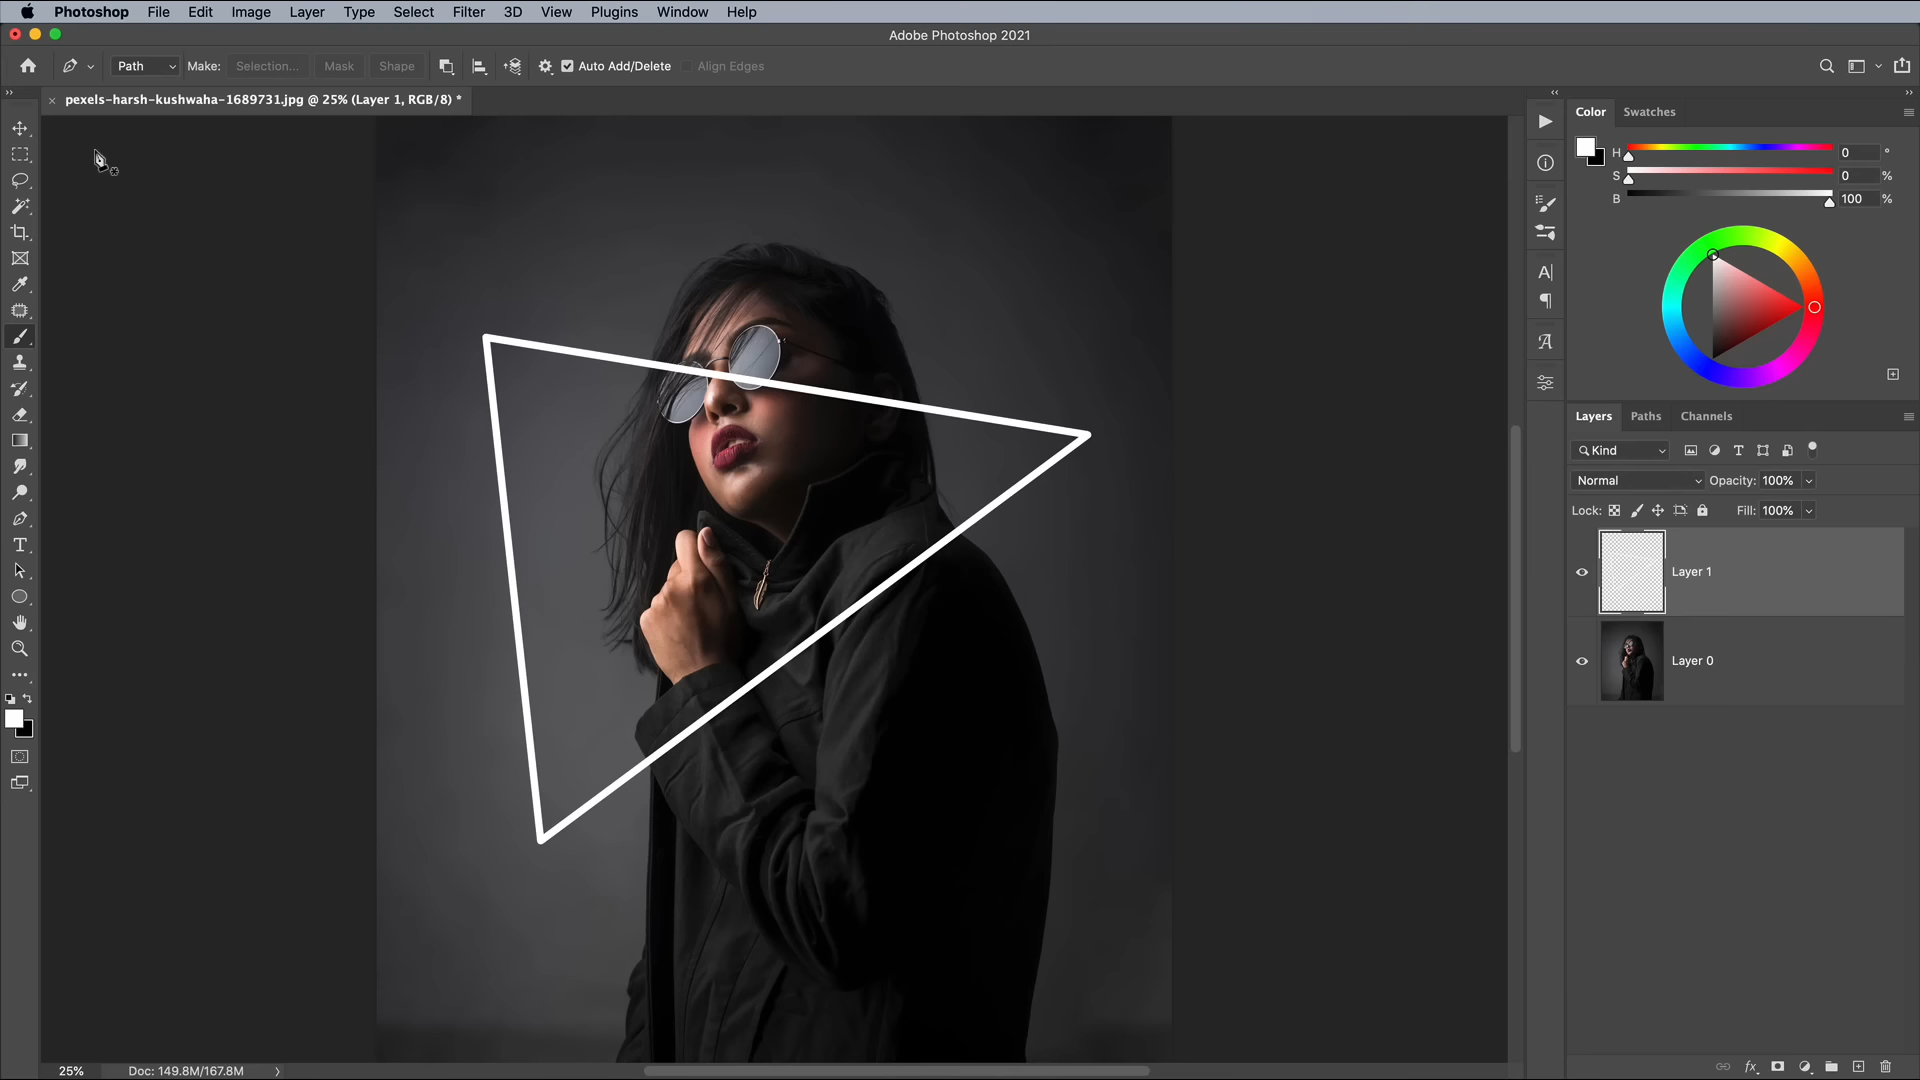 Photoshop File Edit Image Layer Type Select Filter 3D View Plugins Window Help
Adobe Photoshop 2021
Path Make: Selection... Mask Shape Auto Add/Delete Align Edges
pexels-harsh-kushwaha-1689731.jpg @ 25% (Layer 1, RGB/8) *
Color Swatches
H 0 °
S 0 %
B 100 %
Layers Paths Channels
Kind
Normal Opacity: 100%
Lock: Fill: 100%
Layer 1
Layer 0
25% Doc: 149.8M/167.8M